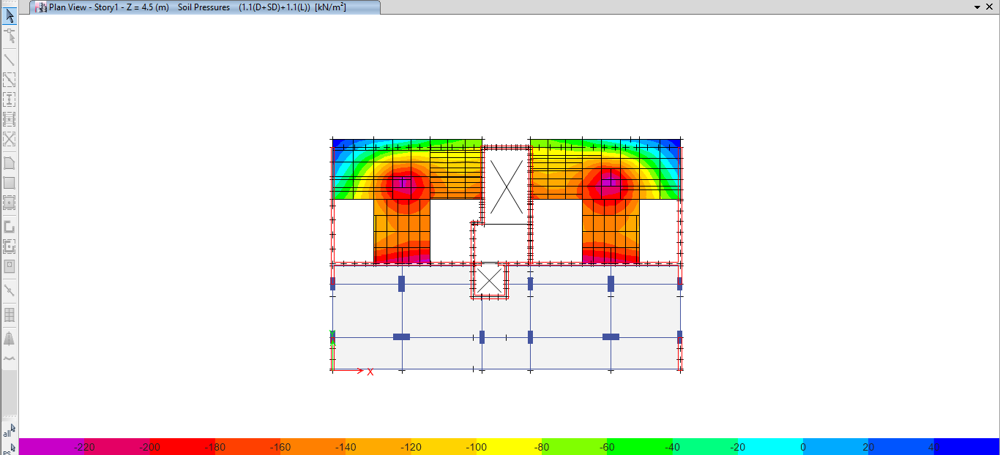 Plan View - Story1 - Z = 4.5 (m)    Soil Pressures    (1.1(D+SD)+1.1(L))  [kN/m²]
X
all
ps
-220 -200 -180 -160 -140 -120 -100 -80 -60 -40 -20 0 20 40